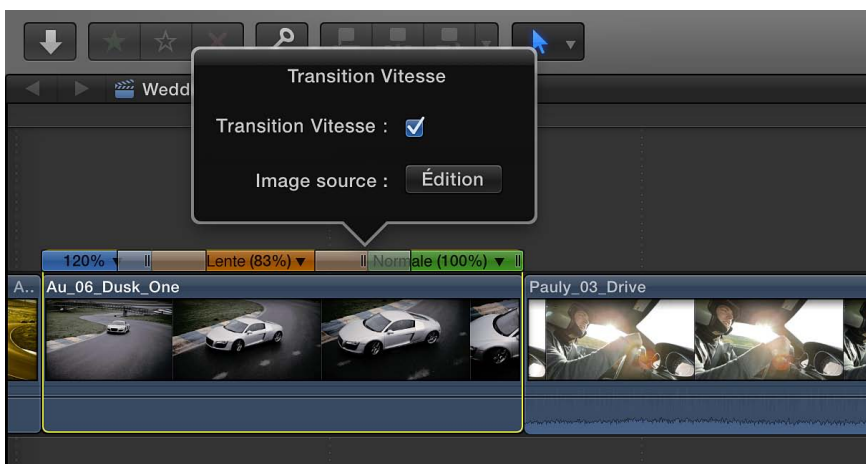 Transition Vitesse
Wedd
Transition Vitesse :
Image source : Édition
120% Lente (83%) Normale (100%)
A.. Au_06_Dusk_One Pauly_03_Drive